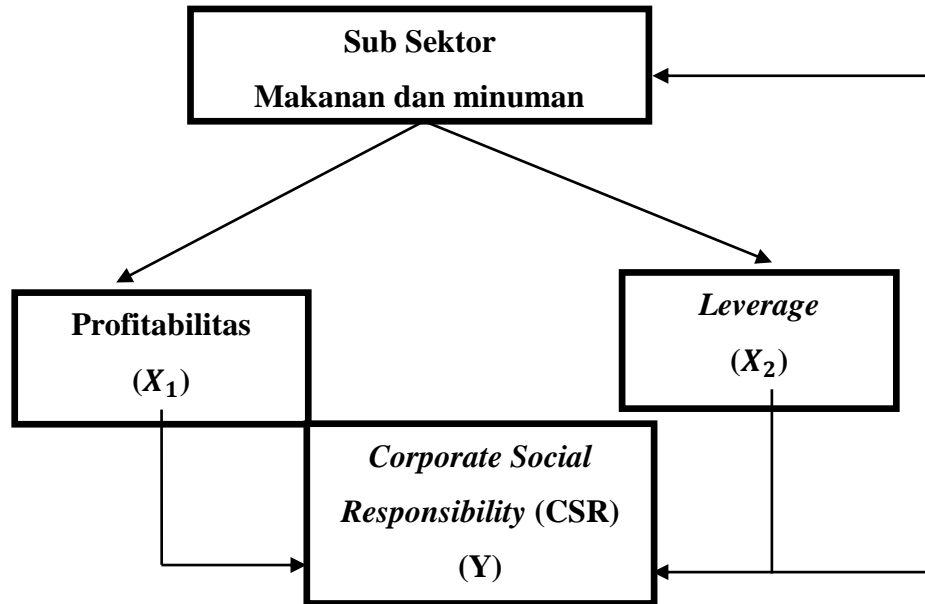 Sub Sektor
Makanan dan minuman
Profitabilitas
(X₁)
Leverage
(X₂)
Corporate Social
Responsibility (CSR)
(Y)